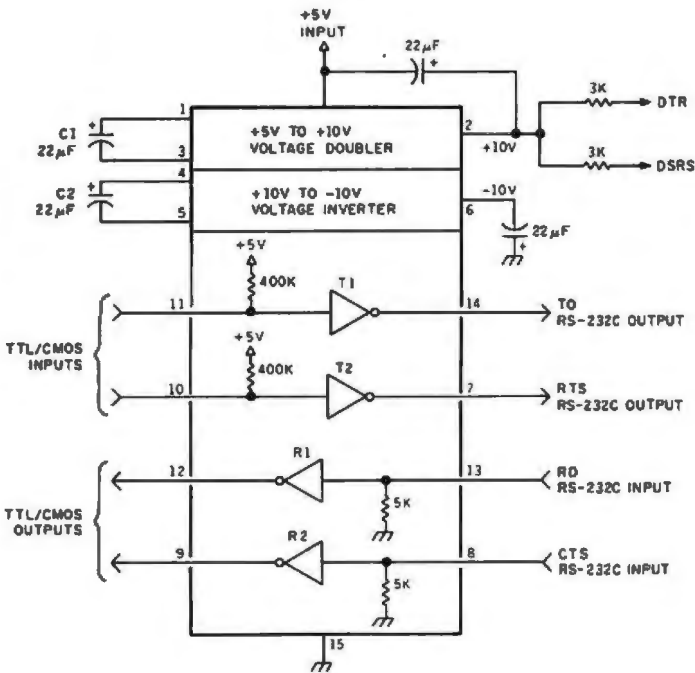 +5V
INPUT
22µF
+
3K
DTR
1
2
+10V
C1
22µF
+
+5V TO +10V
VOLTAGE DOUBLER
3
3K
DSRS
4
C2
22µF
+
+10V TO -10V
VOLTAGE INVERTER
-10V
5
6
22µF
+
+5V
400K
T1
11
14
TO
RS-232C OUTPUT
TTL/CMOS
INPUTS
+5V
400K
T2
10
7
RTS
RS-232C OUTPUT
R1
12
13
RD
RS-232C INPUT
5K
TTL/CMOS
OUTPUTS
R2
9
8
CTS
RS-232C INPUT
5K
15